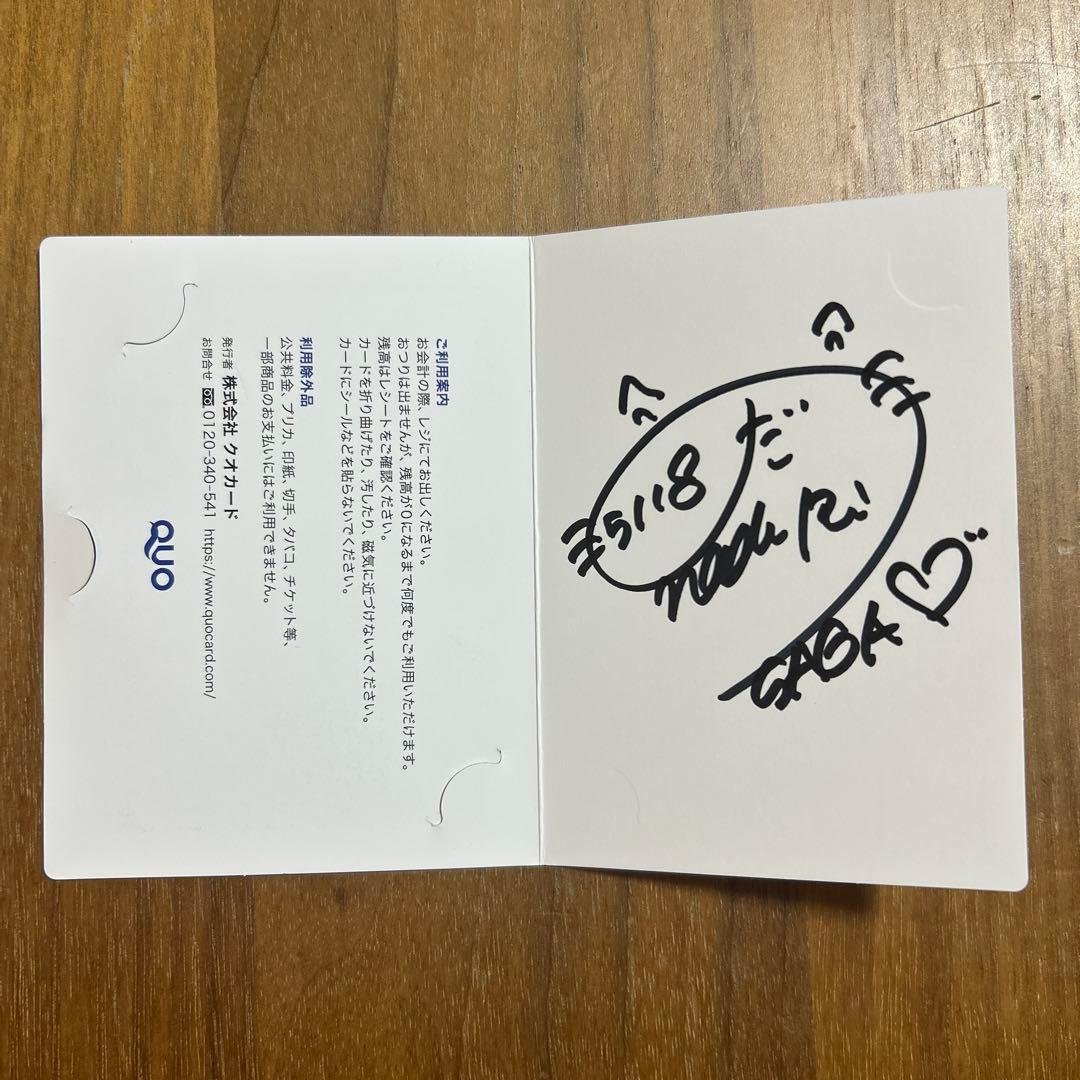 ご利用案内
お会計の際、レジにてお出しください。
おつりは出ませんが、残高が0になるまで何度でもご利用いただけます。
残高はレシートをご確認ください。
カードを折り曲げたり、汚したり、磁気に近づけないでください。
カードにシールなどを貼らないでください。
利用除外品
公共料金、プリカ、印紙、切手、タバコ、チケット等、
一部商品のお支払いにはご利用できません。
発行者 株式会社 クオカード
お問合せ 0120-340-541 https://www.quocard.com/
QUO
5118
だ
SAGA